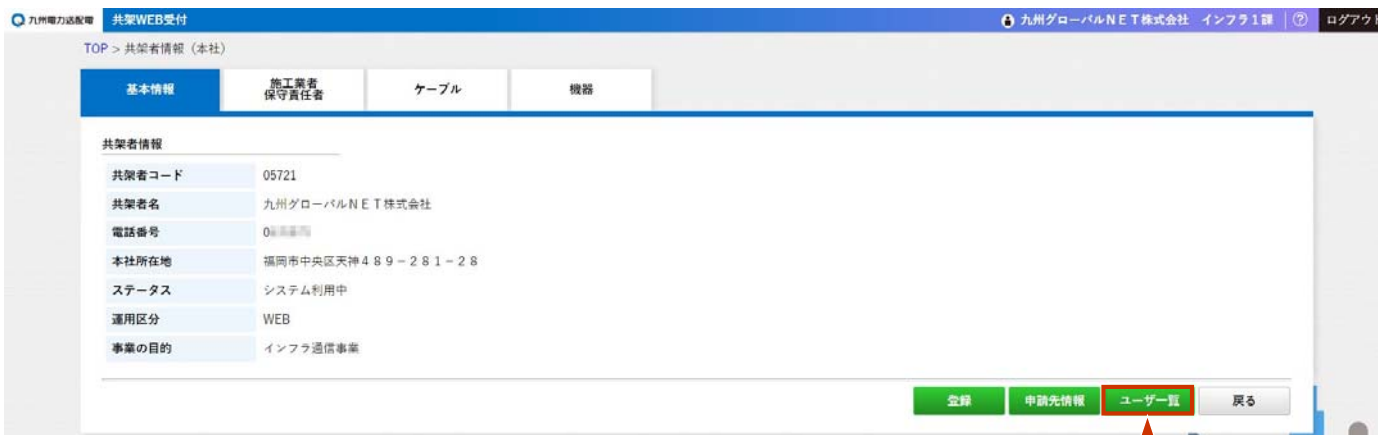 九州電力送配電 共架WEB受付 九州グローバルNET株式会社 インフラ1課 ? ログアウト
TOP > 共架者情報（本社）
基本情報 施工業者 ケーブル 機器
保守責任者
共架者情報
共架者コード 05721
共架者名 九州グローバルNET株式会社
電話番号 0
本社所在地 福岡市中央区天神４８９－２８１－２８
ステータス システム利用中
運用区分 WEB
事業の目的 インフラ通信事業
登録 申請先情報 ユーザ一覧 戻る